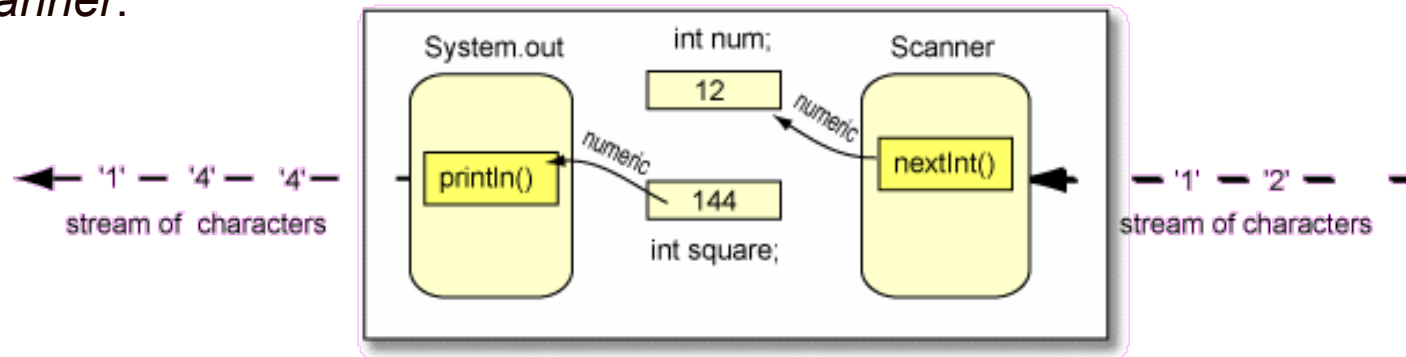 anner.
System.out
int num;
Scanner
12
numeric
numeric
println()
nextInt()
'1' '4' '4'
'1' '2'
144
stream of characters
stream of characters
int square;